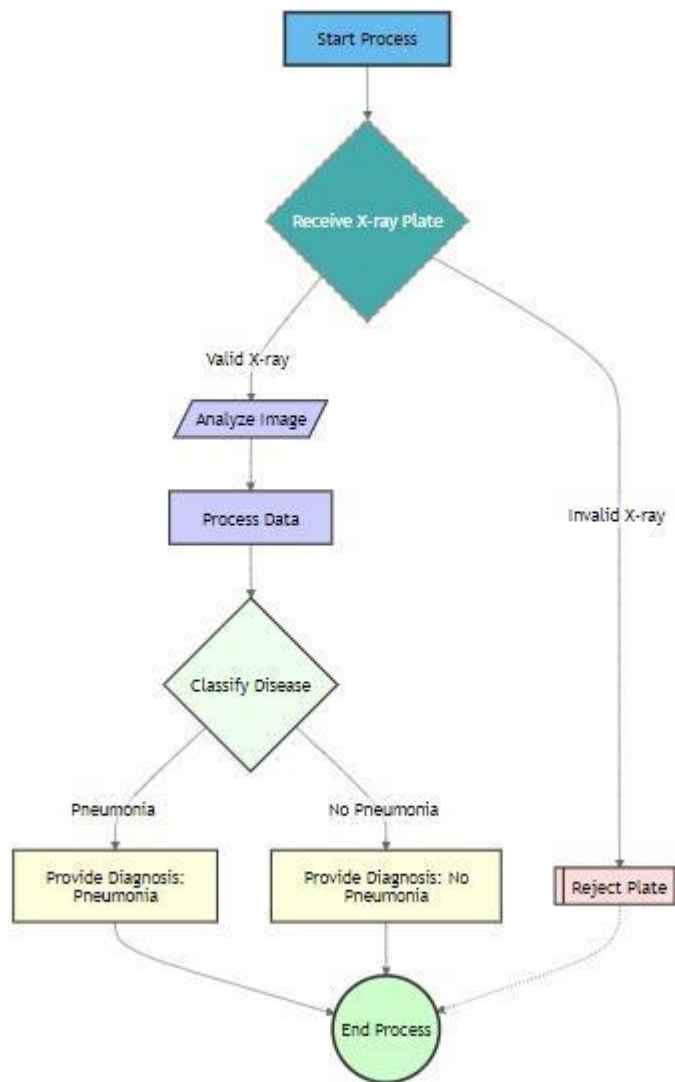 Start Process
Receive X-ray Plate
Valid X-ray
Analyze Image
Process Data
Invalid X-ray
Classify Disease
Pneumonia
No Pneumonia
Provide Diagnosis:
Pneumonia
Provide Diagnosis: No
Pneumonia
Reject Plate
End Process